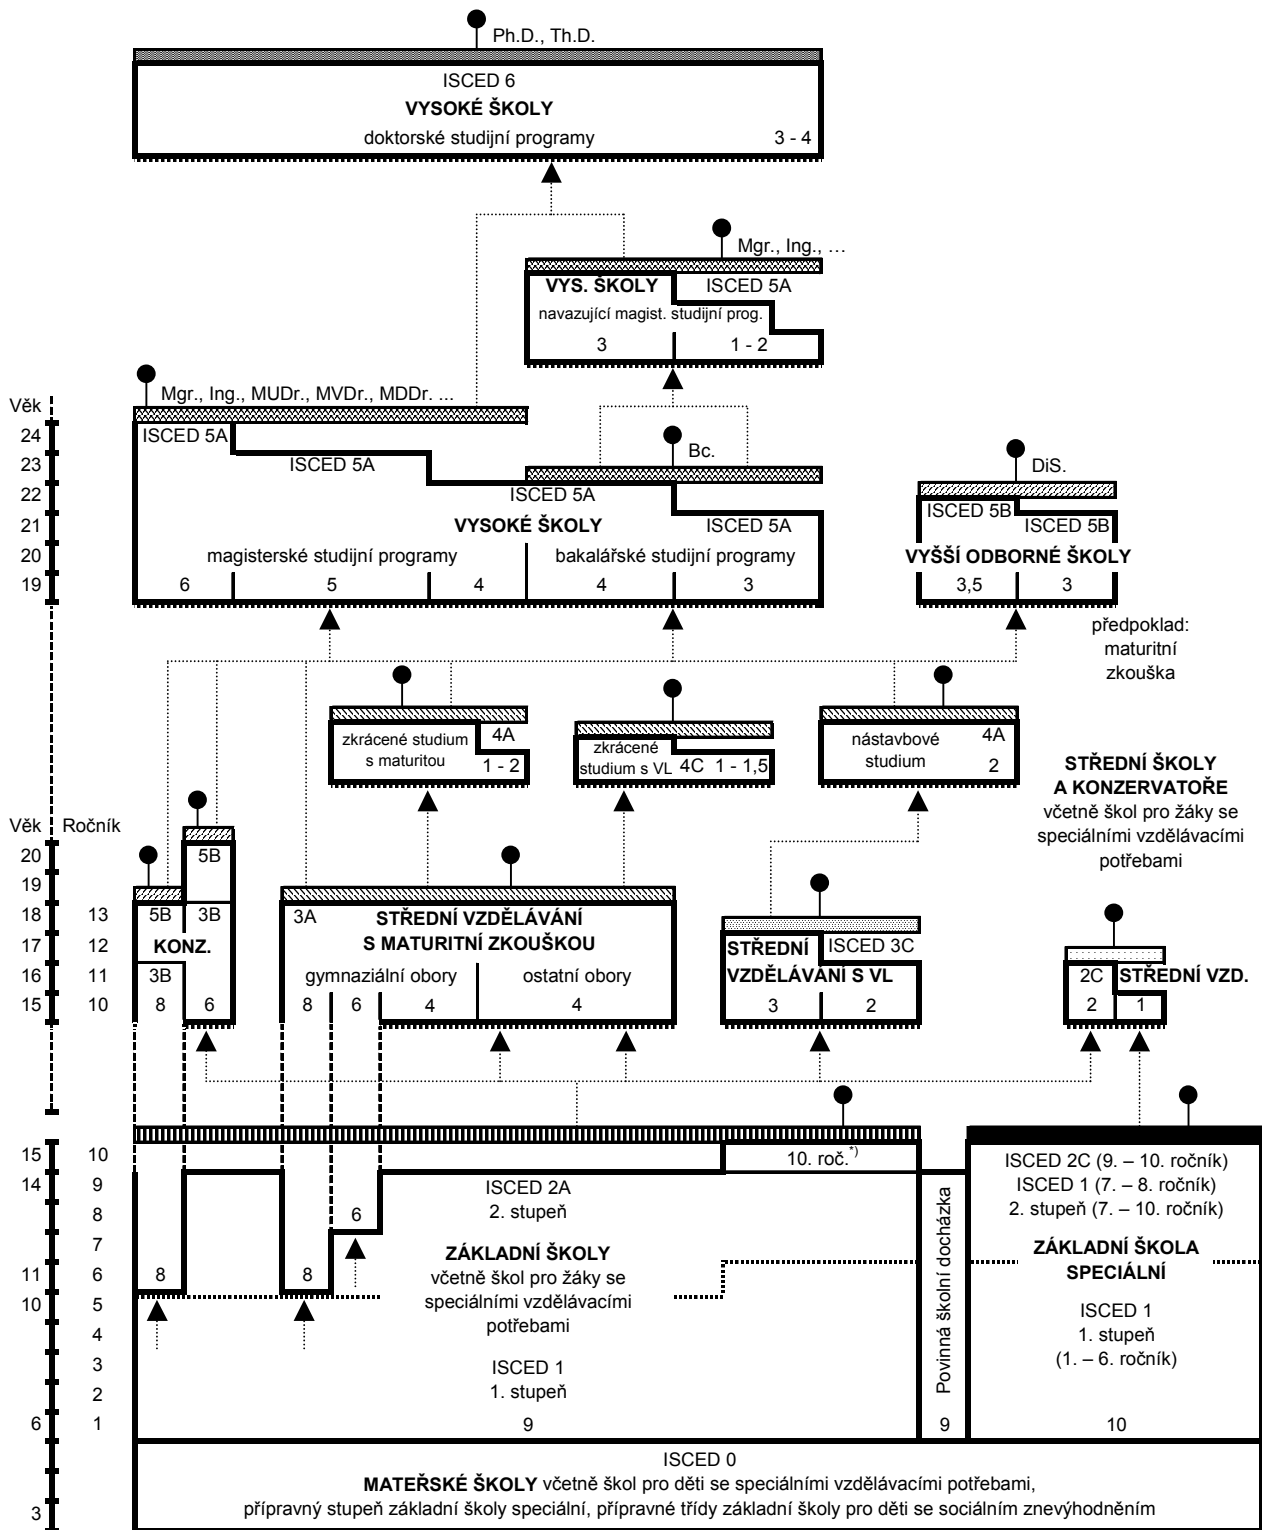 Ph.D., Th.D.
ISCED 6
VYSOKÉ ŠKOLY
doktorské studijní programy 3 - 4
Mgr., Ing., …
VYS. ŠKOLY ISCED 5A
navazující magist. studijní prog.
3 1 - 2
Mgr., Ing., MUDr., MVDr., MDDr. ...
Věk
24 ISCED 5A
23 ISCED 5A Bc. DiS.
22 ISCED 5A ISCED 5B
21 VYSOKÉ ŠKOLY ISCED 5A ISCED 5B
20 magisterské studijní programy bakalářské studijní programy VYŠŠÍ ODBORNÉ ŠKOLY
19 6 5 4 4 3 3,5 3
předpoklad:
maturitní
zkouška
zkrácené studium 4A
s maturitou 1 - 2
zkrácené
studium s VL 4C 1 - 1,5
nástavbové 4A
studium 2
STŘEDNÍ ŠKOLY
A KONZERVATOŘE
včetně škol pro žáky se
speciálními vzdělávacími
potřebami
Věk Ročník
20 5B
19
18 13 5B 3B 3A STŘEDNÍ VZDĚLÁVÁNÍ
17 12 KONZ. S MATURITNÍ ZKOUŠKOU STŘEDNÍ ISCED 3C
16 11 3B gymnaziální obory ostatní obory VZDĚLÁVÁNÍ S VL 2C STŘEDNÍ VZD.
15 10 8 6 8 6 4 4 3 2 2 1
15 10 10. roč.*) ISCED 2C (9. – 10. ročník)
14 9 ISCED 2A ISCED 1 (7. – 8. ročník)
8 6 2. stupeň 2. stupeň (7. – 10. ročník)
7 ZÁKLADNÍ ŠKOLY ZÁKLADNÍ ŠKOLA
11 6 8 8 včetně škol pro žáky se SPECIÁLNÍ
10 5 speciálními vzdělávacími ISCED 1
4 potřebami 1. stupeň
3 ISCED 1 (1. – 6. ročník)
2 1. stupeň
Povinná školní docházka
6 1 9 9 10
ISCED 0
MATEŘSKÉ ŠKOLY včetně škol pro děti se speciálními vzdělávacími potřebami,
3 přípravný stupeň základní školy speciální, přípravné třídy základní školy pro děti se sociálním znevýhodněním